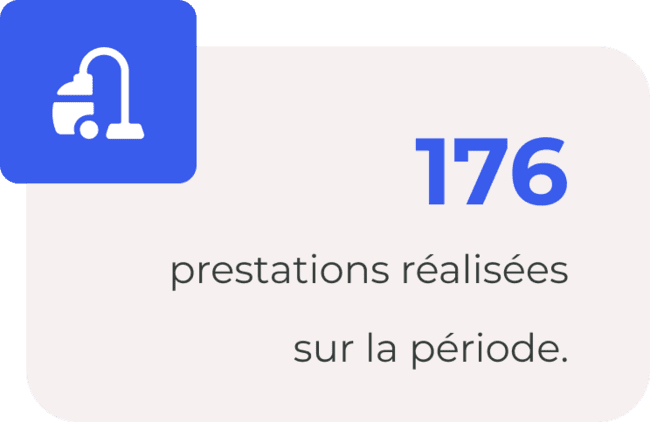 176
prestations réalisées
sur la période.